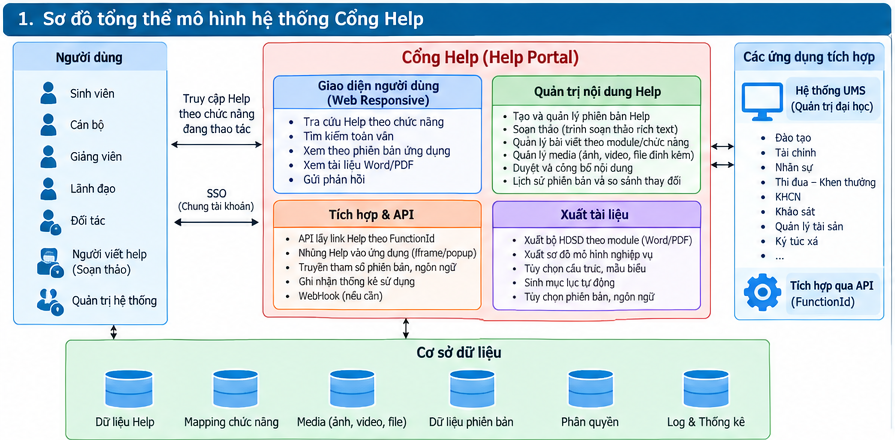 1. Sơ đồ tổng thể mô hình hệ thống Cổng Help
Người dùng
Sinh viên
Cán bộ
Giảng viên
Lãnh đạo
Đối tác
Người viết help
(Soạn thảo)
Quản trị hệ thống
Truy cập Help
theo chức năng
đang thao tác
SSO
(Chung tài khoản)
Cổng Help (Help Portal)
Giao diện người dùng
(Web Responsive)
• Tra cứu Help theo chức năng
• Tìm kiếm toàn văn
• Xem theo phiên bản ứng dụng
• Xem tài liệu Word/PDF
• Gửi phản hồi
Quản trị nội dung Help
• Tạo và quản lý phiên bản Help
• Soạn thảo (trình soạn thảo rich text)
• Quản lý bài viết theo module/chức năng
• Quản lý media (ảnh, video, file đính kèm)
• Duyệt và công bố nội dung
• Lịch sử phiên bản và so sánh thay đổi
Tích hợp & API
• API lấy link Help theo FunctionId
• Nhúng Help vào ứng dụng (Iframe/popup)
• Truyền tham số phiên bản, ngôn ngữ
• Ghi nhận thống kê sử dụng
• WebHook (nếu cần)
Xuất tài liệu
• Xuất bộ HDSD theo module (Word/PDF)
• Xuất sơ đồ mô hình nghiệp vụ
• Tùy chọn cấu trúc, mẫu biểu
• Sinh mục lục tự động
• Tùy chọn phiên bản, ngôn ngữ
Các ứng dụng tích hợp
Hệ thống UMS
(Quản trị đại học)
• Đào tạo
• Tài chính
• Nhân sự
• Thi đua – Khen thưởng
• KHCN
• Khảo sát
• Quản lý tài sản
• Ký túc xá
• ...
Tích hợp qua API
(FunctionId)
Cơ sở dữ liệu
Dữ liệu Help
Mapping chức năng
Media (ảnh, video, file)
Dữ liệu phiên bản
Phân quyền
Log & Thống kê